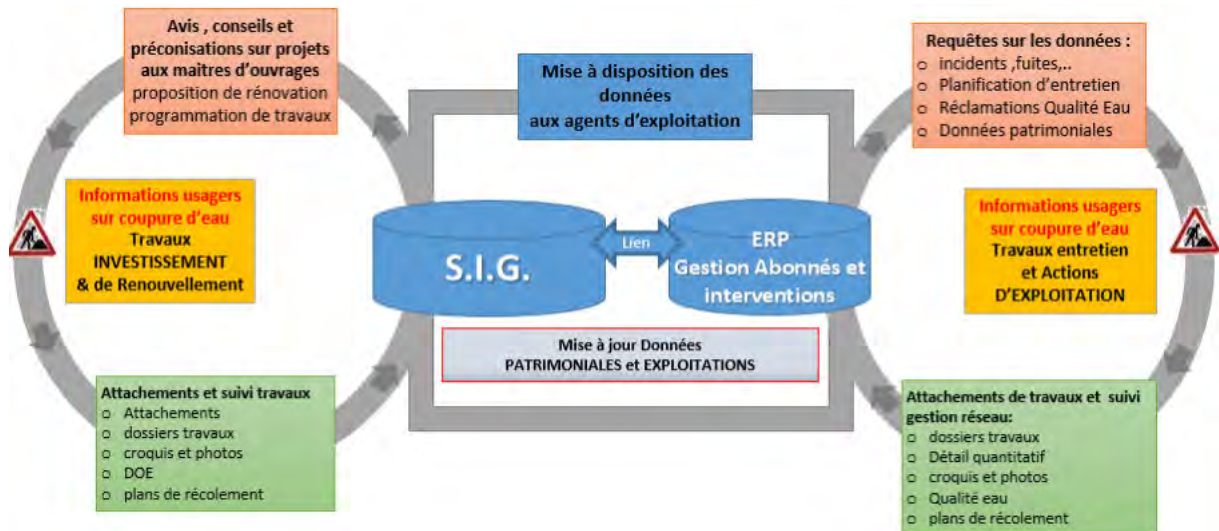 Avis , conseils et
préconisations sur projets
aux maîtres d'ouvrages
proposition de rénovation
programmation de travaux
Informations usagers
sur coupure d'eau
Travaux
INVESTISSEMENT
& de Renouvellement
Attachements et suivi travaux
o Attachements
o dossiers travaux
o croquis et photos
o DOE
o plans de récolement
Mise à disposition des
données
aux agents d'exploitation
S.I.G.
Lien
ERP
Gestion Abonnés et
interventions
Mise à jour Données
PATRIMONIALES et EXPLOITATIONS
Requêtes sur les données :
o incidents ,fuites,..
o Planification d'entretien
o Réclamations Qualité Eau
o Données patrimoniales
Informations usagers
sur coupure d'eau
Travaux entretien
et Actions
D'EXPLOITATION
Attachements de travaux et suivi
gestion réseau:
o dossiers travaux
o Détail quantitatif
o croquis et photos
o Qualité eau
o plans de récolement